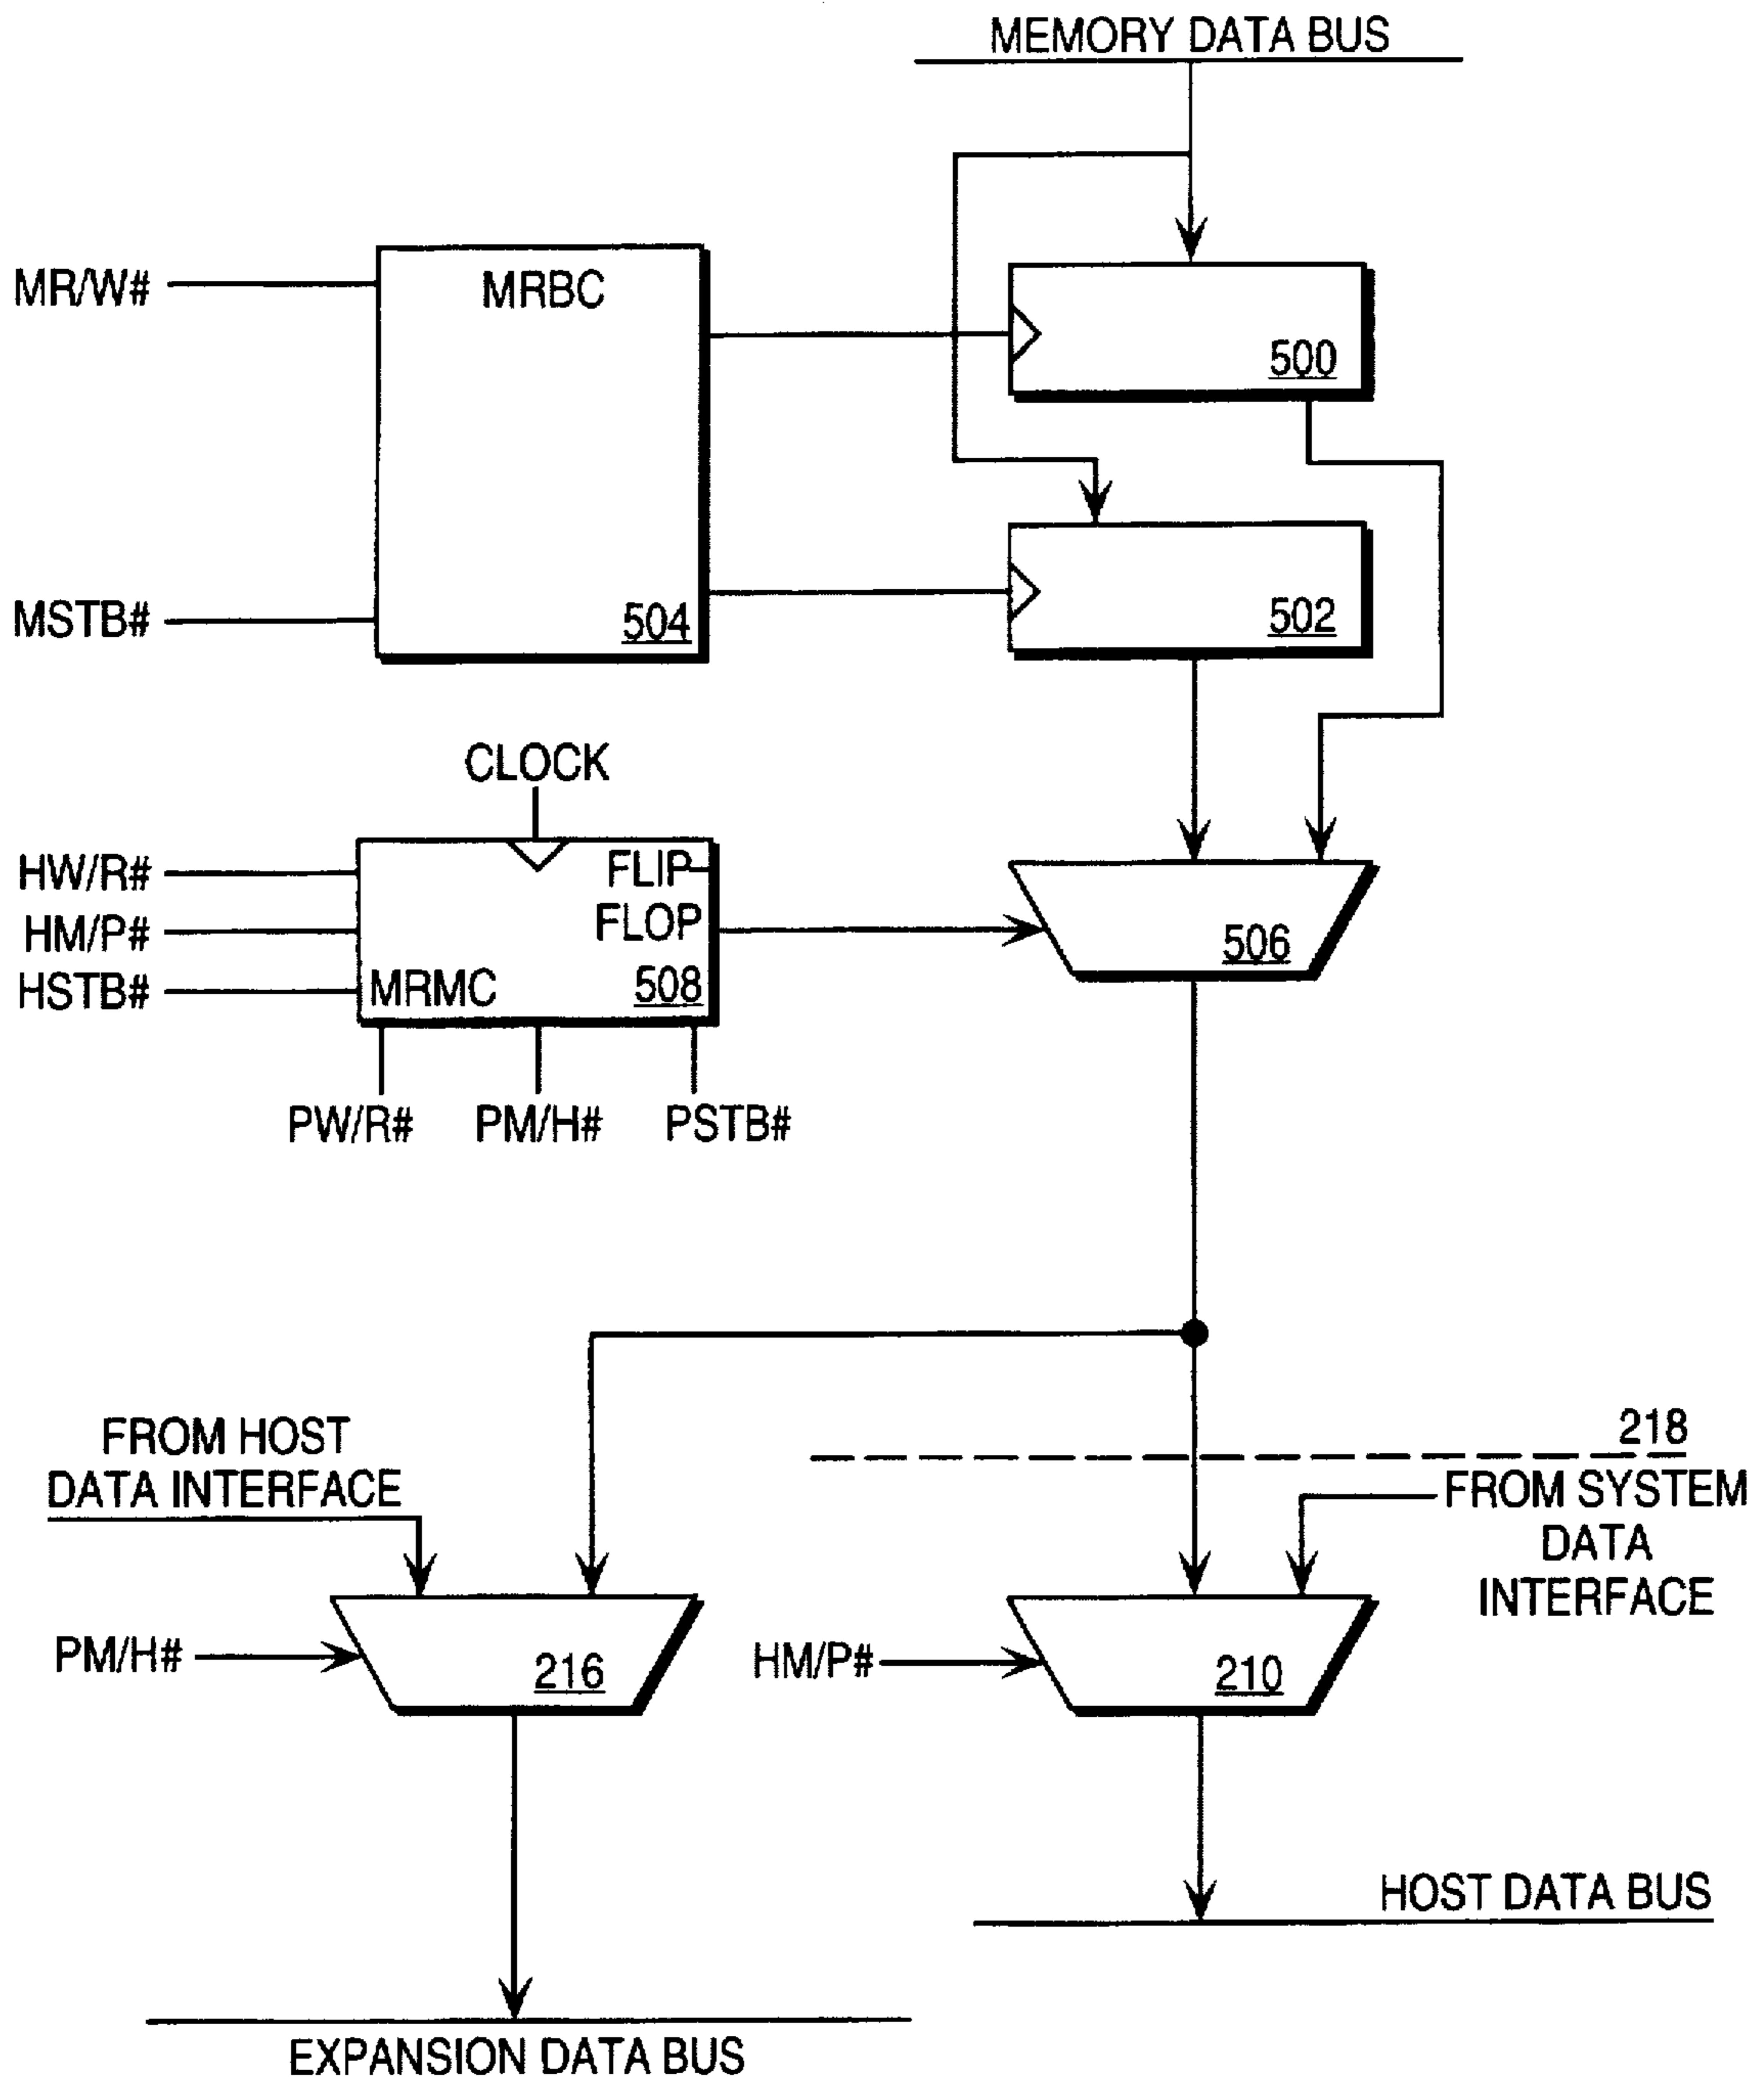 MEMORY DATA BUS
MR/W#
MRBC
500
MSTB#
504
502
CLOCK
HW/R#
FLIP
HM/P#
FLOP
506
HSTB#
MRMC
508
PW/R#
PM/H#
PSTB#
FROM HOST
DATA INTERFACE
218
FROM SYSTEM
DATA
INTERFACE
PM/H#
216
HM/P#
210
HOST DATA BUS
EXPANSION DATA BUS